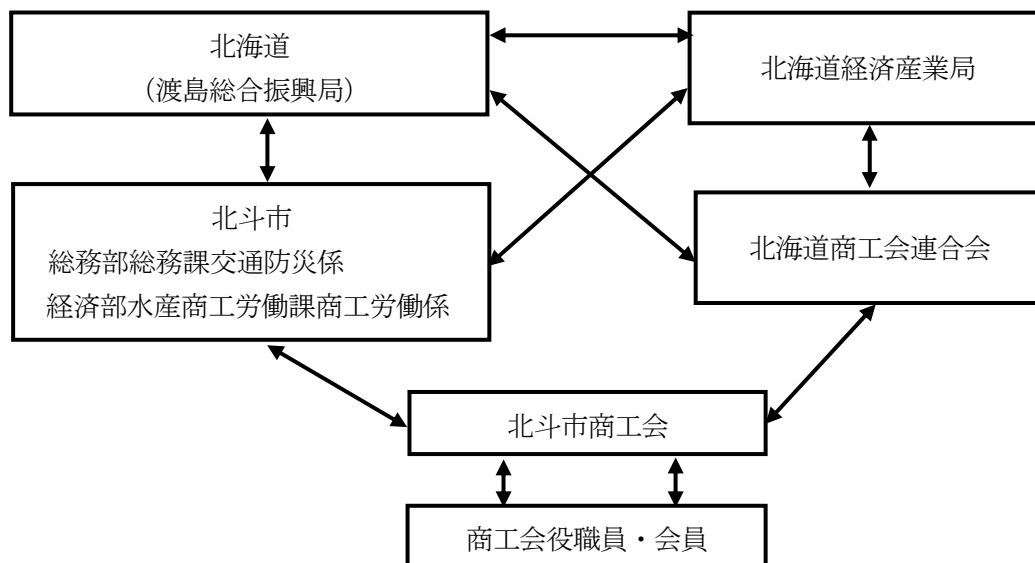 北海道
（渡島総合振興局）
北海道経済産業局
北斗市
総務部総務課交通防災係
経済部水産商工労働課商工労働係
北海道商工会連合会
北斗市商工会
商工会役職員・会員